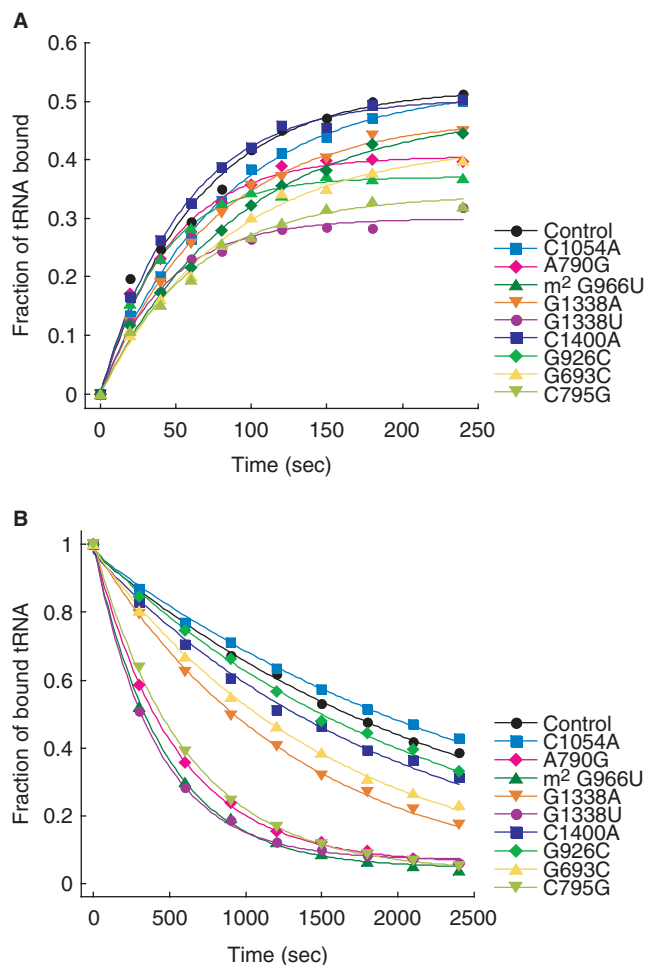 A
Fraction of tRNA bound
0.6
0.5
0.4
0.3
0.2
0.1
0
0 50 100 150 200 250
Time (sec)
Control
C1054A
A790G
m² G966U
G1338A
G1338U
C1400A
G926C
G693C
C795G
B
Fraction of bound tRNA
1
0.8
0.6
0.4
0.2
0
0 500 1000 1500 2000 2500
Time (sec)
Control
C1054A
A790G
m² G966U
G1338A
G1338U
C1400A
G926C
G693C
C795G